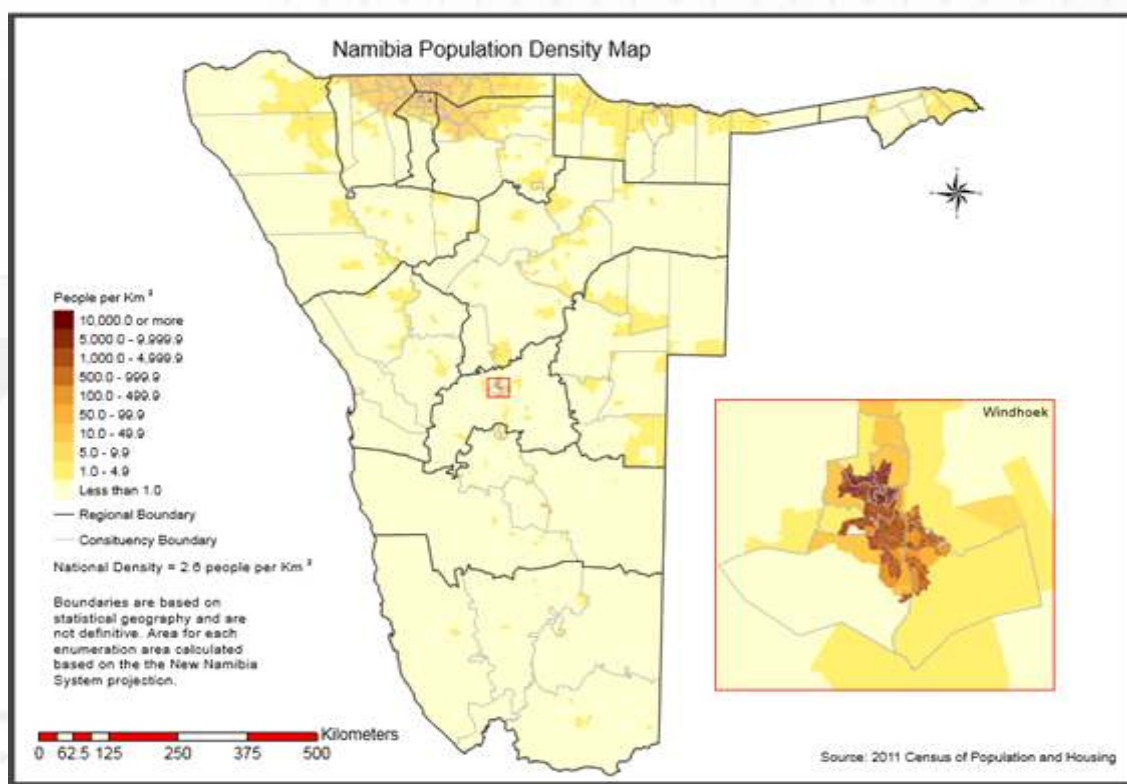 Namibia Population Density Map
People per Km ²
10,000.0 or more
5,000.0 - 9,999.9
1,000.0 - 4,999.9
500.0 - 999.9
100.0 - 499.9
50.0 - 99.9
10.0 - 49.9
5.0 - 9.9
1.0 - 4.9
Less than 1.0
Regional Boundary
Consituency Boundary
National Density = 2.6 people per Km ²
Boundaries are based on
statistical geography and are
not definitive. Area for each
enumeration area calculated
based on the the New Namibia
System projection.
Kilometers
0 62.5 125 250 375 500
Windhoek
Source: 2011 Census of Population and Housing